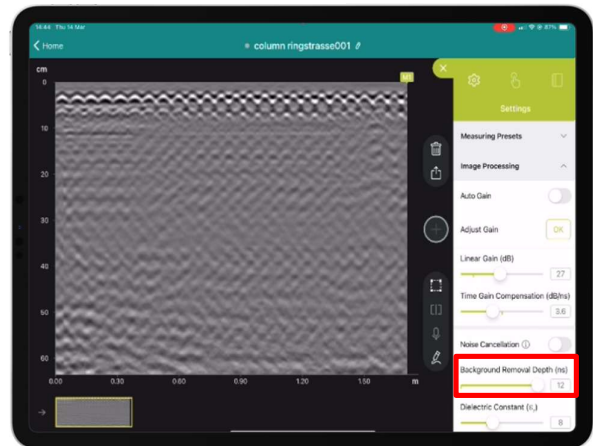 14:44 Thu 14 Mar
87%
Home
column ringstrasse001
cm
0
10
20
30
40
50
60
0.00 0.30 0.60 0.90 1.20 1.50 m
Settings
Measuring Presets
Image Processing
Auto Gain
Adjust Gain OK
Linear Gain (dB)
27
Time Gain Compensation (dB/ns)
3.6
Noise Cancellation
Background Removal Depth (ns)
12
Dielectric Constant (εr)
8